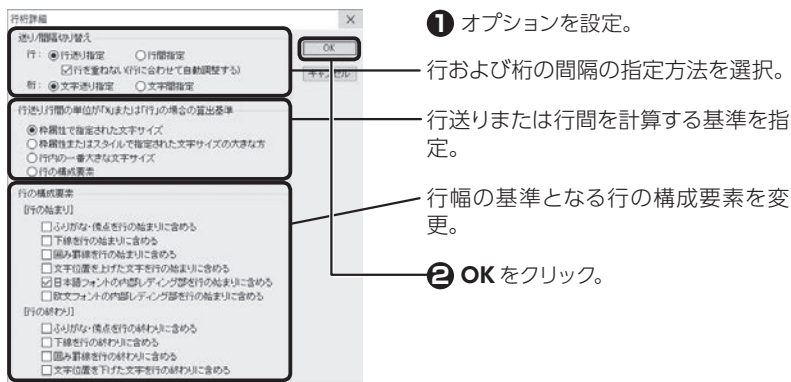 行桁詳細
送り/間隔切り替え
行： 行送り指定 行間指定
行を重ねない(行に合わせて自動調整する)
桁： 文字送り指定 文字間指定
OK
キャンセル
行送り/行間の単位が「%」または「行」の場合の算出基準
枠属性で指定された文字サイズ
枠属性またはスタイルで指定された文字サイズの大きな方
行内の一番大きな文字サイズ
行の構成要素
行の構成要素
[行の始まり]
ふりがな・傍点を行の始まりに含める
下線を行の始まりに含める
囲み罫線を行の始まりに含める
文字位置を上げた文字を行の始まりに含める
日本語フォントの内部レディング部を行の始まりに含める
欧文フォントの内部レディング部を行の始まりに含める
[行の終わり]
ふりがな・傍点を行の終わりに含める
下線を行の終わりに含める
囲み罫線を行の終わりに含める
文字位置を下げた文字を行の終わりに含める
❶ オプションを設定。
行および桁の間隔の指定方法を選択。
行送りまたは行間を計算する基準を指
定。
行幅の基準となる行の構成要素を変
更。
❷ OK をクリック。